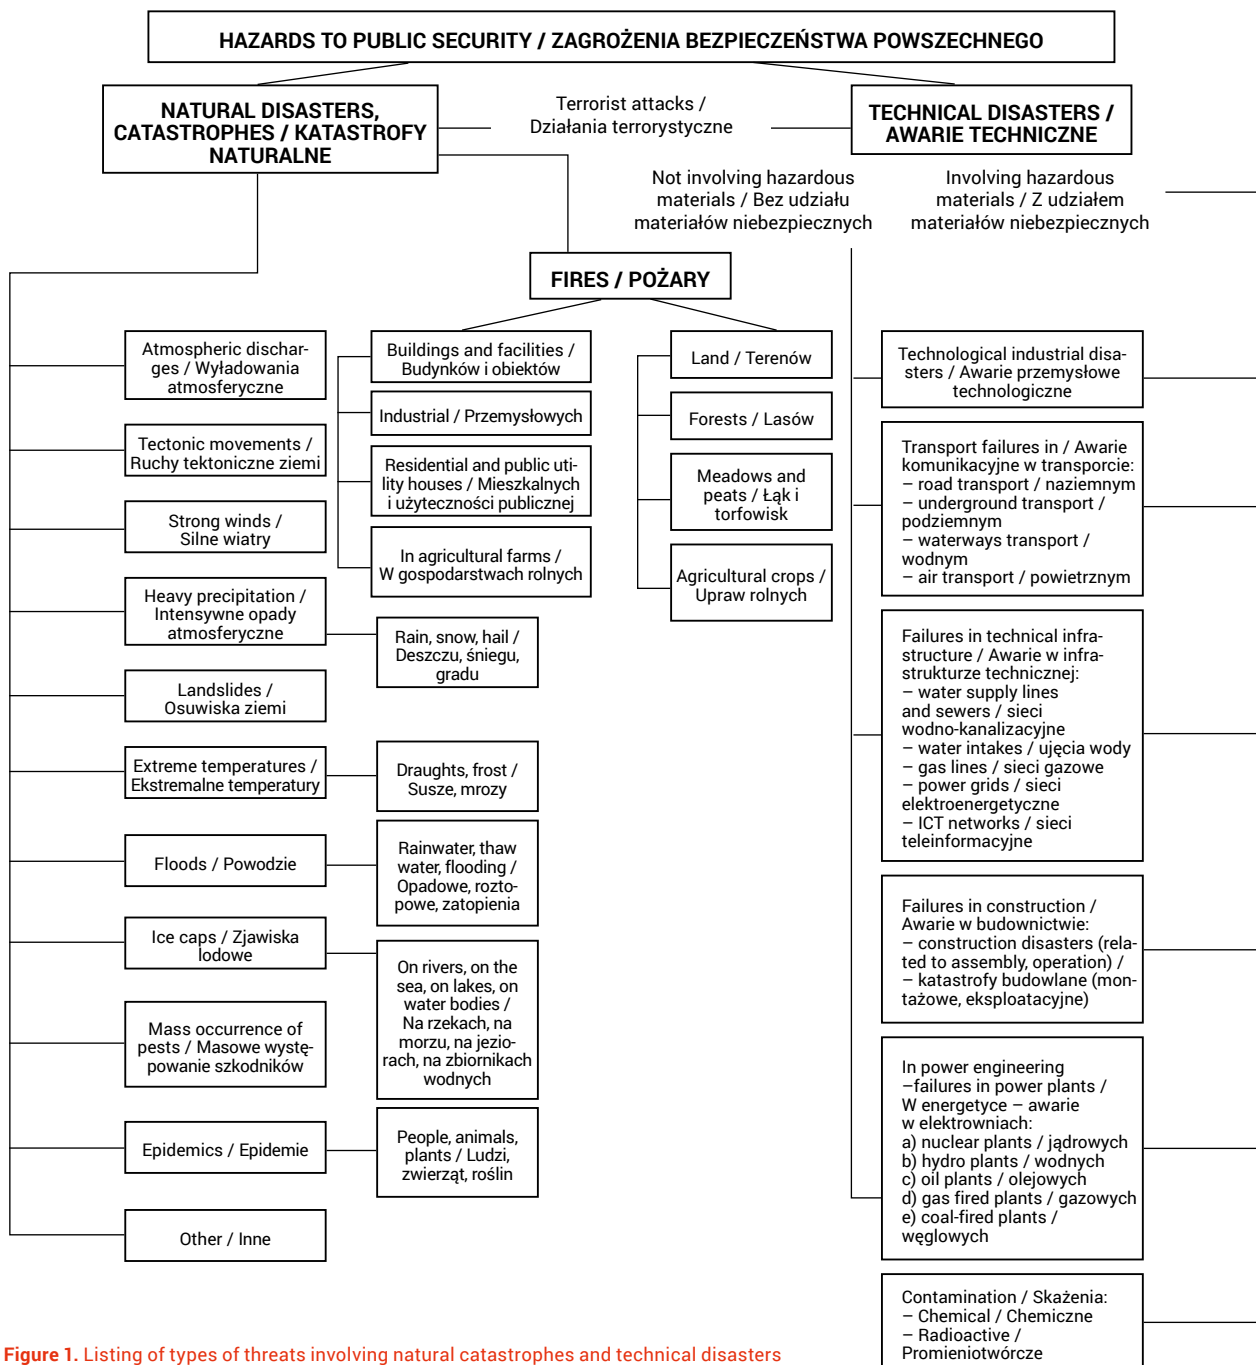 HAZARDS TO PUBLIC SECURITY / ZAGROŻENIA BEZPIECZEŃSTWA POWSZECHNEGO
NATURAL DISASTERS,
CATASTROPHES / KATASTROFY
NATURALNE
Terrorist attacks /
Działania terrorystyczne
TECHNICAL DISASTERS /
AWARIE TECHNICZNE
Not involving hazardous
materials / Bez udziału
materiałów niebezpiecznych
Involving hazardous
materials / Z udziałem
materiałów niebezpiecznych
FIRES / POŻARY
Atmospheric dischar-
ges / Wyładowania
atmosferyczne
Tectonic movements /
Ruchy tektoniczne ziemi
Strong winds /
Silne wiatry
Heavy precipitation /
Intensywne opady
atmosferyczne
Rain, snow, hail /
Deszczu, śniegu,
gradu
Landslides /
Osuwiska ziemi
Extreme temperatures /
Ekstremalne temperatury
Draughts, frost /
Susze, mrozy
Floods / Powodzie
Rainwater, thaw
water, flooding /
Opadowe, rozto-
powe, zatopienia
Ice caps / Zjawiska
lodowe
On rivers, on the
sea, on lakes, on
water bodies /
Na rzekach, na
morzu, na jezio-
rach, na zbiornikach
wodnych
Mass occurrence of
pests / Masowe wystę-
powanie szkodników
Epidemics / Epidemie
People, animals,
plants / Ludzi,
zwierząt, roślin
Other / Inne
Buildings and facilities /
Budynków i obiektów
Industrial / Przemysłowych
Residential and public uti-
lity houses / Mieszkalnych
i użyteczności publicznej
In agricultural farms /
W gospodarstwach rolnych
Land / Terenów
Forests / Lasów
Meadows and
peats / Łąk i
torfowisk
Agricultural crops /
Upraw rolnych
Technological industrial disa-
sters / Awarie przemysłowe
technologiczne
Transport failures in / Awarie
komunikacyjne w transporcie:
– road transport / naziemnym
– underground transport /
podziemnym
– waterways transport /
wodnym
– air transport / powietrznym
Failures in technical infra-
structure / Awarie w infra-
strukturze technicznej:
– water supply lines
and sewers / sieci
wodno-kanalizacyjne
– water intakes / ujęcia wody
– gas lines / sieci gazowe
– power grids / sieci
elektroenergetyczne
– ICT networks / sieci
teleinformacyjne
Failures in construction /
Awarie w budownictwie:
– construction disasters (rela-
ted to assembly, operation) /
– katastrofy budowlane (mon-
tażowe, eksploatacyjne)
In power engineering
–failures in power plants /
W energetyce – awarie
w elektrowniach:
a) nuclear plants / jądrowych
b) hydro plants / wodnych
c) oil plants / olejowych
d) gas fired plants / gazowych
e) coal-fired plants /
węglowych
Contamination / Skażenia:
– Chemical / Chemiczne
– Radioactive /
Promieniotwórcze
Figure 1. Listing of types of threats involving natural catastrophes and technical disasters